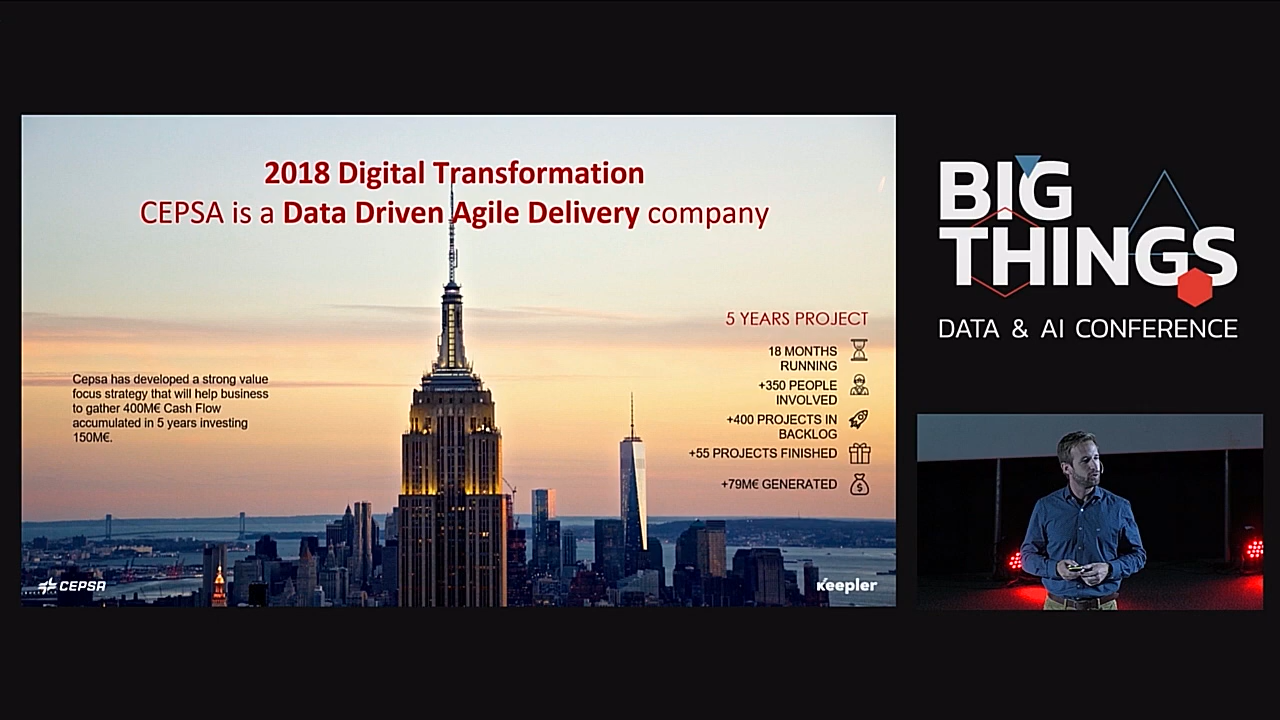 2018 Digital Transformation
CEPSA is a Data Driven Agile Delivery company
5 YEARS PROJECT
18 MONTHS
RUNNING
+350 PEOPLE
INVOLVED
+400 PROJECTS IN
BACKLOG
+55 PROJECTS FINISHED
+79M€ GENERATED
Cepsa has developed a strong value
focus strategy that will help business
to gather 400M€ Cash Flow
accumulated in 5 years investing
150M€.
CEPSA
Keepler
BIG
THINGS
DATA & AI CONFERENCE